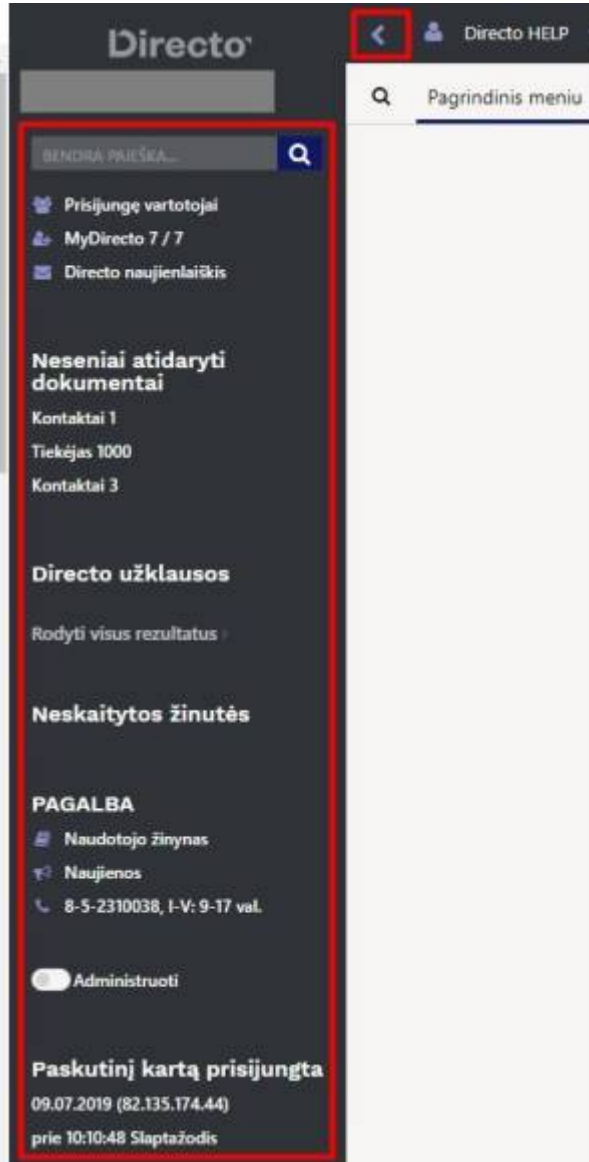 Directo
Directo HELP
Pagrindinis meniu
BENDRA PAIEŠKA...
Prisijungę vartotojai
MyDirecto 7 / 7
Directo naujienlaiškis
Neseniai atidaryti
dokumentai
Kontaktai 1
Tiekėjas 1000
Kontaktai 3
Directo užklausos
Rodyti visus rezultatus ›
Neskaitytos žinutės
PAGALBA
Naudotojo žinynas
Naujienos
8-5-2310038, I-V: 9-17 val.
Administruoti
Paskutinį kartą prisijungta
09.07.2019 (82.135.174.44)
prie 10:10:48 Slaptažodis